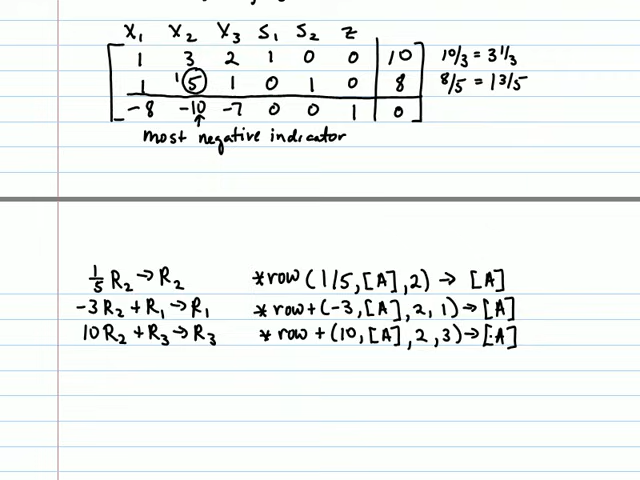 X₁ X₂ X₃ S₁ S₂ Z
1 3 2 1 0 0 10 10/3 = 3 1/3
1 1 5 1 0 1 0 8 8/5 = 1 3/5
-8 -10 -7 0 0 1 0
most negative indicator
1/5 R₂ → R₂ *row(1/5,[A],2) → [A]
-3R₂ + R₁ → R₁ *row+(-3,[A],2,1) → [A]
10R₂ + R₃ → R₃ *row+(10,[A],2,3) → [A]